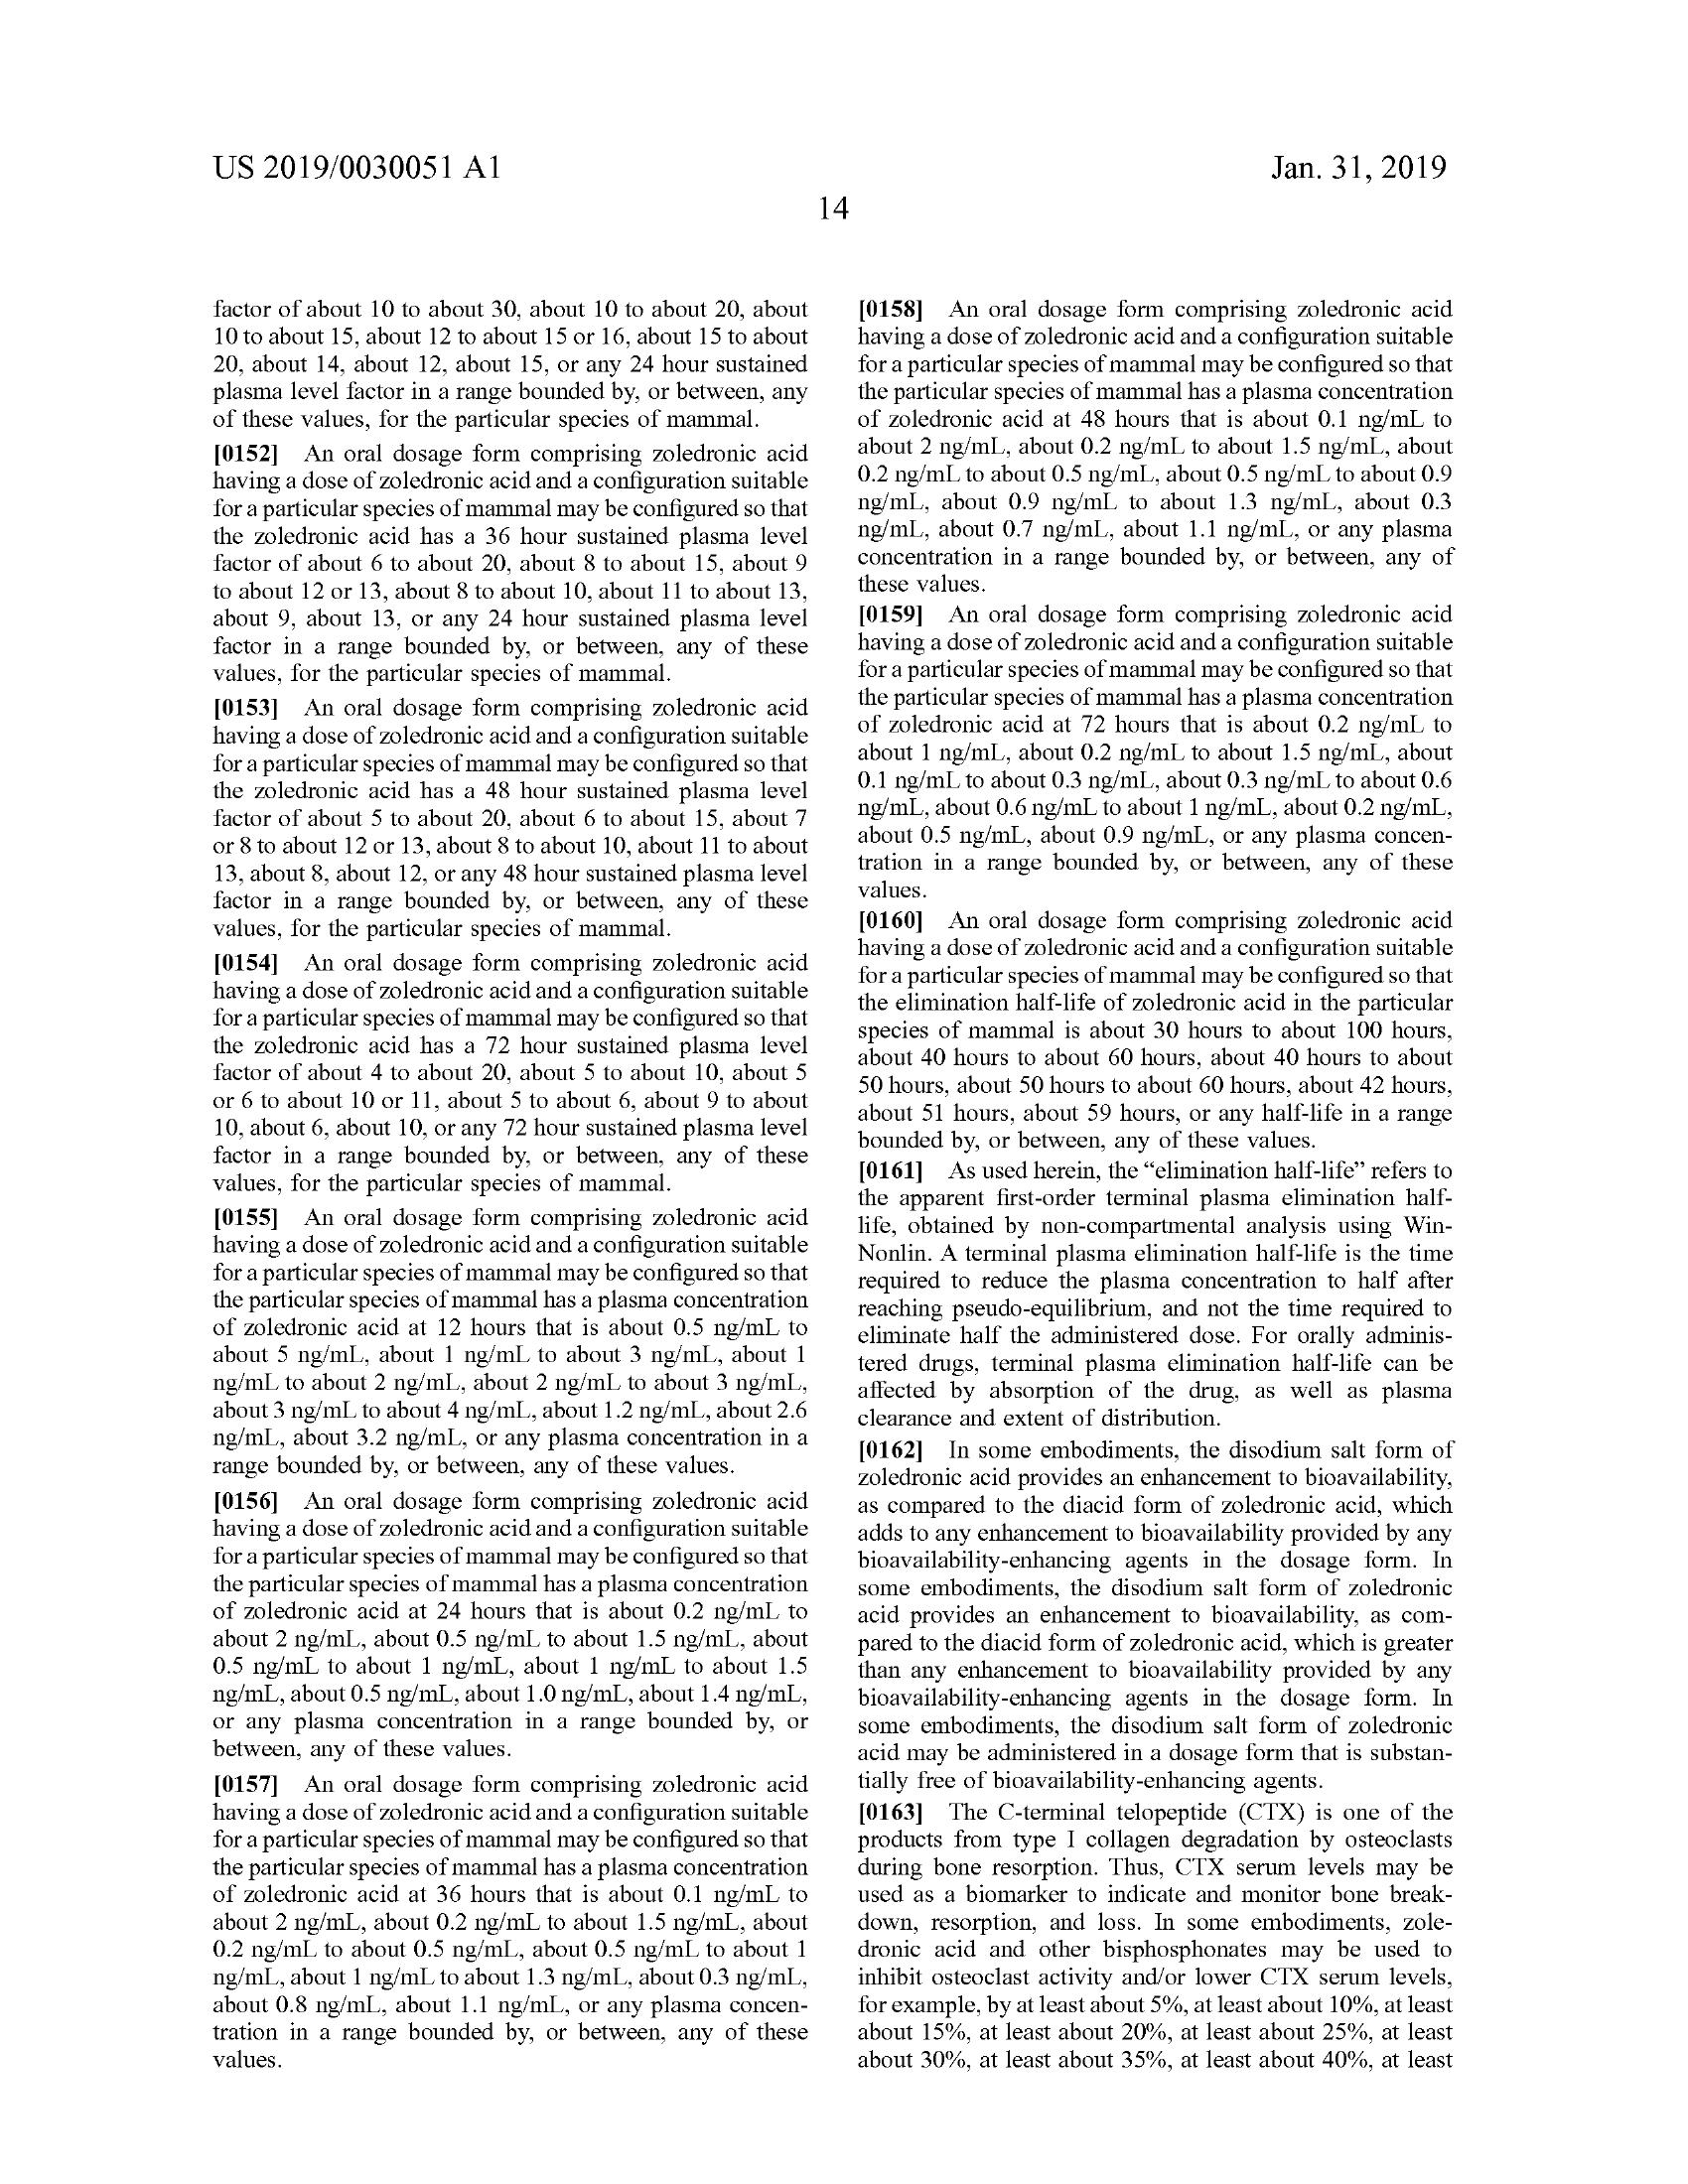 US 2019/0030051 A1
Jan. 31, 2019
14
factor of about 10 to about 30, about 10 to about 20, about
10 to about 15, about 12 to about 15 or 16, about 15 to about
20, about 14, about 12, about 15, or any 24 hour sustained
plasma level factor in a range bounded by, or between, any
of these values, for the particular species of mammal.
[0152] An oral dosage form comprising zoledronic acid
having a dose of zoledronic acid and a configuration suitable
for a particular species of mammal may be configured so that
the zoledronic acid has a 36 hour sustained plasma level
factor of about 6 to about 20, about 8 to about 15, about 9
to about 12 or 13, about 8 to about 10, about 11 to about 13,
about 9, about 13, or any 24 hour sustained plasma level
factor in a range bounded by, or between, any of these
values, for the particular species of mammal.
[0153] An oral dosage form comprising zoledronic acid
having a dose of zoledronic acid and a configuration suitable
for a particular species of mammal may be configured so that
the zoledronic acid has a 48 hour sustained plasma level
factor of about 5 to about 20, about 6 to about 15, about 7
or 8 to about 12 or 13, about 8 to about 10, about 11 to about
13, about 8, about 12, or any 48 hour sustained plasma level
factor in a range bounded by, or between, any of these
values, for the particular species of mammal.
[0154] An oral dosage form comprising zoledronic acid
having a dose of zoledronic acid and a configuration suitable
for a particular species of mammal may be configured so that
the zoledronic acid has a 72 hour sustained plasma level
factor of about 4 to about 20, about 5 to about 10, about 5
or 6 to about 10 or 11, about 5 to about 6, about 9 to about
10, about 6, about 10, or any 72 hour sustained plasma level
factor in a range bounded by, or between, any of these
values, for the particular species of mammal.
[0155] An oral dosage form comprising zoledronic acid
having a dose of zoledronic acid and a configuration suitable
for a particular species of mammal may be configured so that
the particular species of mammal has a plasma concentration
of zoledronic acid at 12 hours that is about 0.5 ng/mL to
about 5 ng/mL, about 1 ng/mL to about 3 ng/mL, about 1
ng/mL to about 2 ng/mL, about 2 ng/mL to about 3 ng/mL,
about 3 ng/mL to about 4 ng/mL, about 1.2 ng/mL, about 2.6
ng/mL, about 3.2 ng/mL, or any plasma concentration in a
range bounded by, or between, any of these values.
[0156] An oral dosage form comprising zoledronic acid
having a dose of zoledronic acid and a configuration suitable
for a particular species of mammal may be configured so that
the particular species of mammal has a plasma concentration
of zoledronic acid at 24 hours that is about 0.2 ng/mL to
about 2 ng/mL, about 0.5 ng/mL to about 1.5 ng/mL, about
0.5 ng/mL to about 1 ng/mL, about 1 ng/mL to about 1.5
ng/mL, about 0.5 ng/mL, about 1.0 ng/mL, about 1.4 ng/mL,
or any plasma concentration in a range bounded by, or
between, any of these values.
[0157] An oral dosage form comprising zoledronic acid
having a dose of zoledronic acid and a configuration suitable
for a particular species of mammal may be configured so that
the particular species of mammal has a plasma concentration
of zoledronic acid at 36 hours that is about 0.1 ng/mL to
about 2 ng/mL, about 0.2 ng/mL to about 1.5 ng/mL, about
0.2 ng/mL to about 0.5 ng/mL, about 0.5 ng/mL to about 1
ng/mL, about 1 ng/mL to about 1.3 ng/mL, about 0.3 ng/mL,
about 0.8 ng/mL, about 1.1 ng/mL, or any plasma concen-
tration in a range bounded by, or between, any of these
values.
[0158] An oral dosage form comprising zoledronic acid
having a dose of zoledronic acid and a configuration suitable
for a particular species of mammal may be configured so that
the particular species of mammal has a plasma concentration
of zoledronic acid at 48 hours that is about 0.1 ng/mL to
about 2 ng/mL, about 0.2 ng/mL to about 1.5 ng/mL, about
0.2 ng/mL to about 0.5 ng/mL, about 0.5 ng/mL to about 0.9
ng/mL, about 0.9 ng/mL to about 1.3 ng/mL, about 0.3
ng/mL, about 0.7 ng/mL, about 1.1 ng/mL, or any plasma
concentration in a range bounded by, or between, any of
these values.
[0159] An oral dosage form comprising zoledronic acid
having a dose of zoledronic acid and a configuration suitable
for a particular species of mammal may be configured so that
the particular species of mammal has a plasma concentration
of zoledronic acid at 72 hours that is about 0.2 ng/mL to
about 1 ng/mL, about 0.2 ng/mL to about 1.5 ng/mL, about
0.1 ng/mL to about 0.3 ng/mL, about 0.3 ng/mL to about 0.6
ng/mL, about 0.6 ng/mL to about 1 ng/mL, about 0.2 ng/mL,
about 0.5 ng/mL, about 0.9 ng/mL, or any plasma concen-
tration in a range bounded by, or between, any of these
values.
[0160] An oral dosage form comprising zoledronic acid
having a dose of zoledronic acid and a configuration suitable
for a particular species of mammal may be configured so that
the elimination half-life of zoledronic acid in the particular
species of mammal is about 30 hours to about 100 hours,
about 40 hours to about 60 hours, about 40 hours to about
50 hours, about 50 hours to about 60 hours, about 42 hours,
about 51 hours, about 59 hours, or any half-life in a range
bounded by, or between, any of these values.
[0161] As used herein, the “elimination half-life” refers to
the apparent first-order terminal plasma elimination half-
life, obtained by non-compartmental analysis using Win-
Nonlin. A terminal plasma elimination half-life is the time
required to reduce the plasma concentration to half after
reaching pseudo-equilibrium, and not the time required to
eliminate half the administered dose. For orally adminis-
tered drugs, terminal plasma elimination half-life can be
affected by absorption of the drug, as well as plasma
clearance and extent of distribution.
[0162] In some embodiments, the disodium salt form of
zoledronic acid provides an enhancement to bioavailability,
as compared to the diacid form of zoledronic acid, which
adds to any enhancement to bioavailability provided by any
bioavailability-enhancing agents in the dosage form. In
some embodiments, the disodium salt form of zoledronic
acid provides an enhancement to bioavailability, as com-
pared to the diacid form of zoledronic acid, which is greater
than any enhancement to bioavailability provided by any
bioavailability-enhancing agents in the dosage form. In
some embodiments, the disodium salt form of zoledronic
acid may be administered in a dosage form that is substan-
tially free of bioavailability-enhancing agents.
[0163] The C-terminal telopeptide (CTX) is one of the
products from type I collagen degradation by osteoclasts
during bone resorption. Thus, CTX serum levels may be
used as a biomarker to indicate and monitor bone break-
down, resorption, and loss. In some embodiments, zole-
dronic acid and other bisphosphonates may be used to
inhibit osteoclast activity and/or lower CTX serum levels,
for example, by at least about 5%, at least about 10%, at least
about 15%, at least about 20%, at least about 25%, at least
about 30%, at least about 35%, at least about 40%, at least